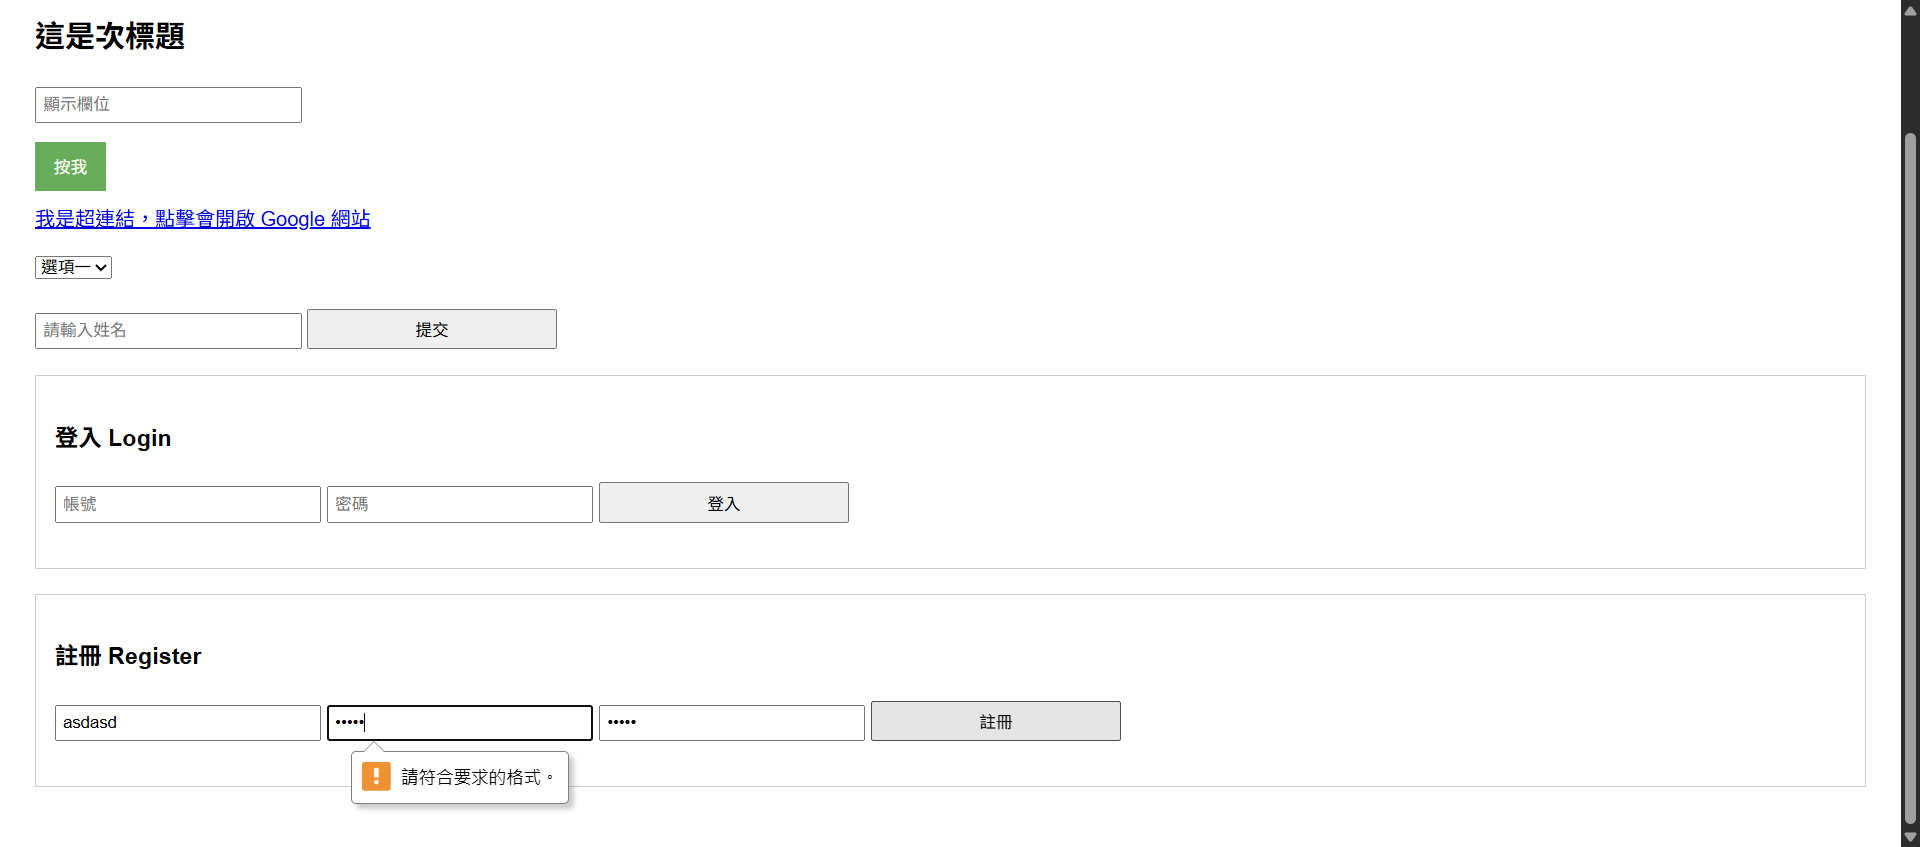 這是次標題
顯示欄位
按我
我是超連結，點擊會開啟 Google 網站
選項一
請輸入姓名 提交
登入 Login
帳號 密碼 登入
註冊 Register
asdasd ••••• ••••• 註冊
請符合要求的格式。